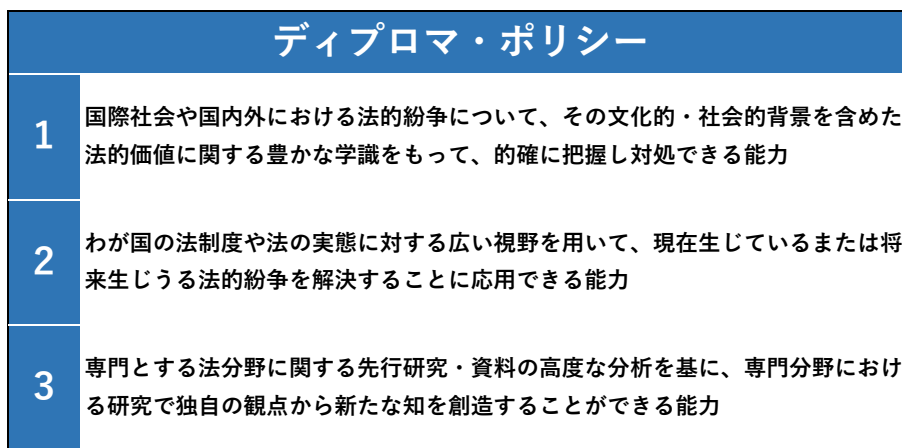 ディプロマ・ポリシー
1
国際社会や国内外における法的紛争について、その文化的・社会的背景を含めた
法的価値に関する豊かな学識をもって、的確に把握し対処できる能力
2
わが国の法制度や法の実態に対する広い視野を用いて、現在生じているまたは将
来生じうる法的紛争を解決することに応用できる能力
3
専門とする法分野に関する先行研究・資料の高度な分析を基に、専門分野におけ
る研究で独自の観点から新たな知を創造することができる能力